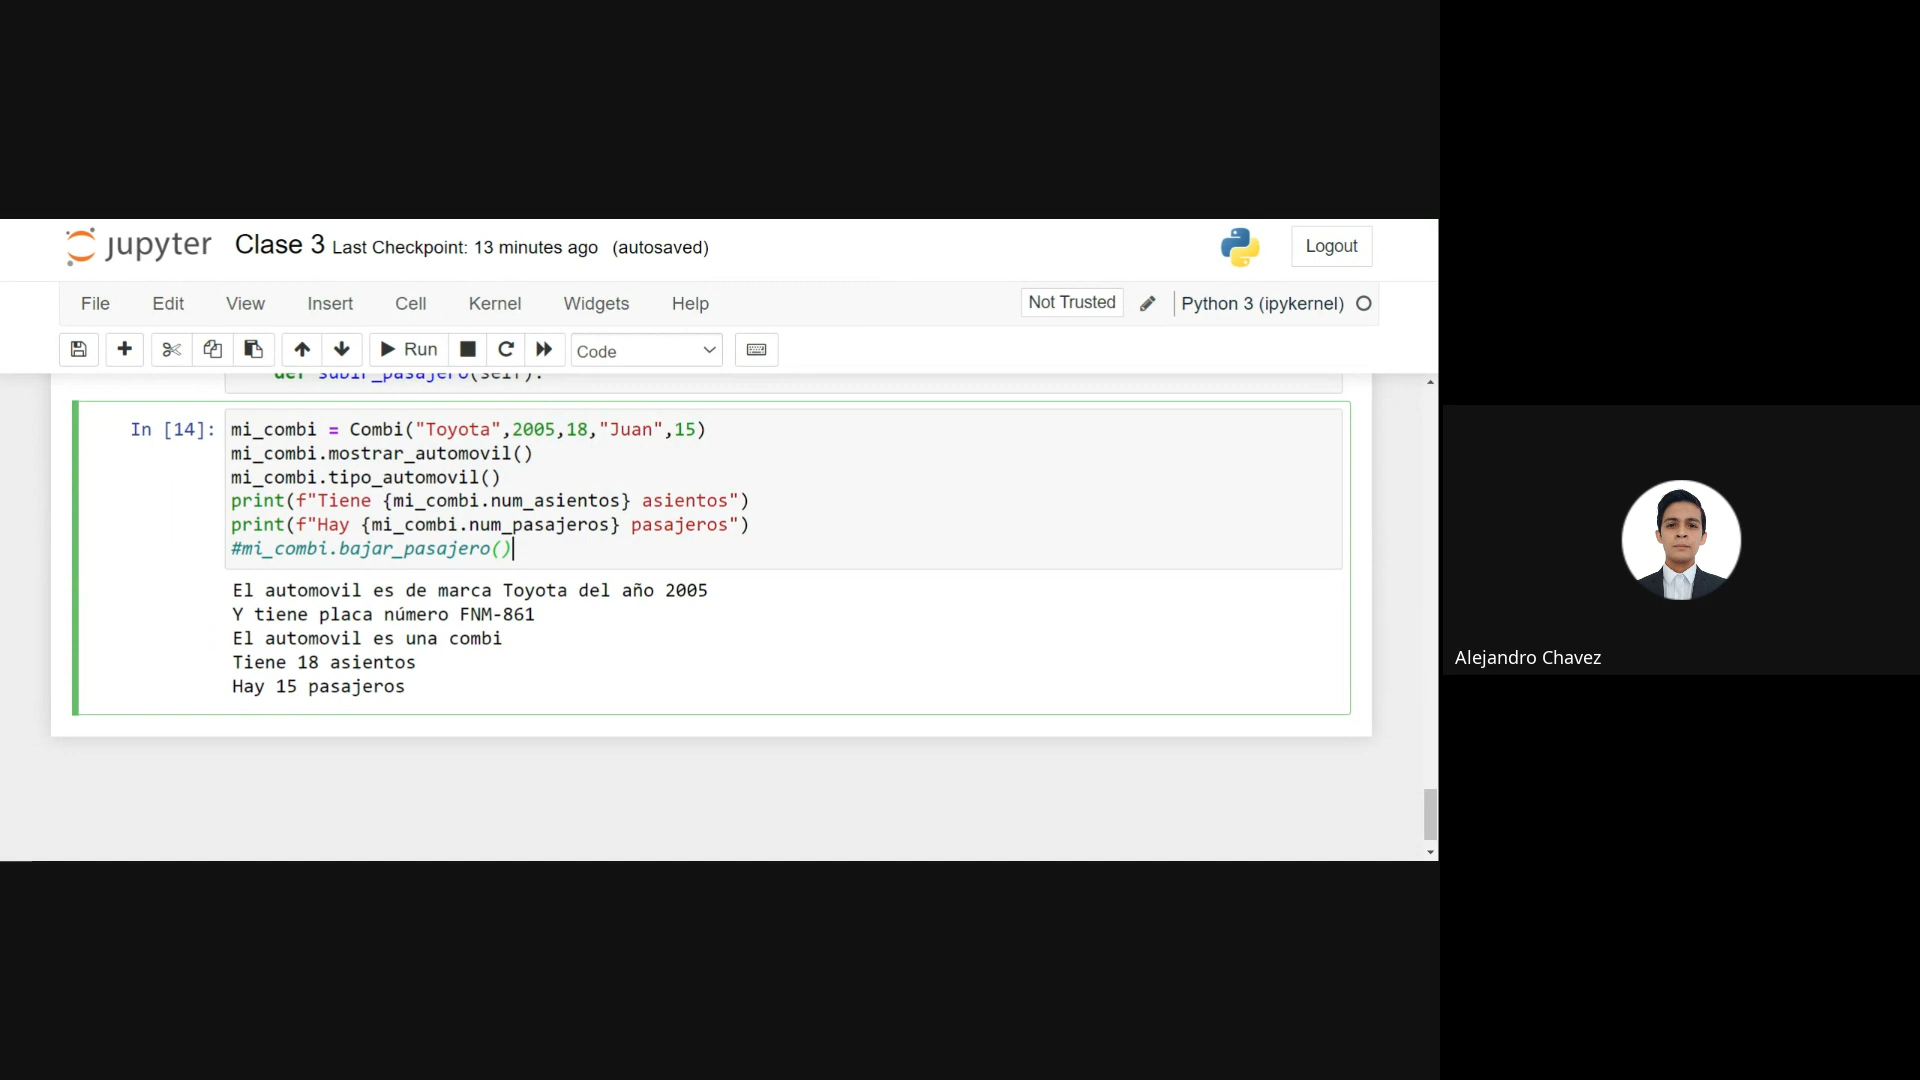 jupyter Clase 3 Last Checkpoint: 13 minutes ago (autosaved) Logout
File Edit View Insert Cell Kernel Widgets Help Not Trusted Python 3 (ipykernel)
Run Code
def subir_pasajero(self):
In [14]: mi_combi = Combi("Toyota",2005,18,"Juan",15)
mi_combi.mostrar_automovil()
mi_combi.tipo_automovil()
print(f"Tiene {mi_combi.num_asientos} asientos")
print(f"Hay {mi_combi.num_pasajeros} pasajeros")
#mi_combi.bajar_pasajero()
El automovil es de marca Toyota del año 2005
Y tiene placa número FNM-861
El automovil es una combi
Tiene 18 asientos
Hay 15 pasajeros
Alejandro Chavez